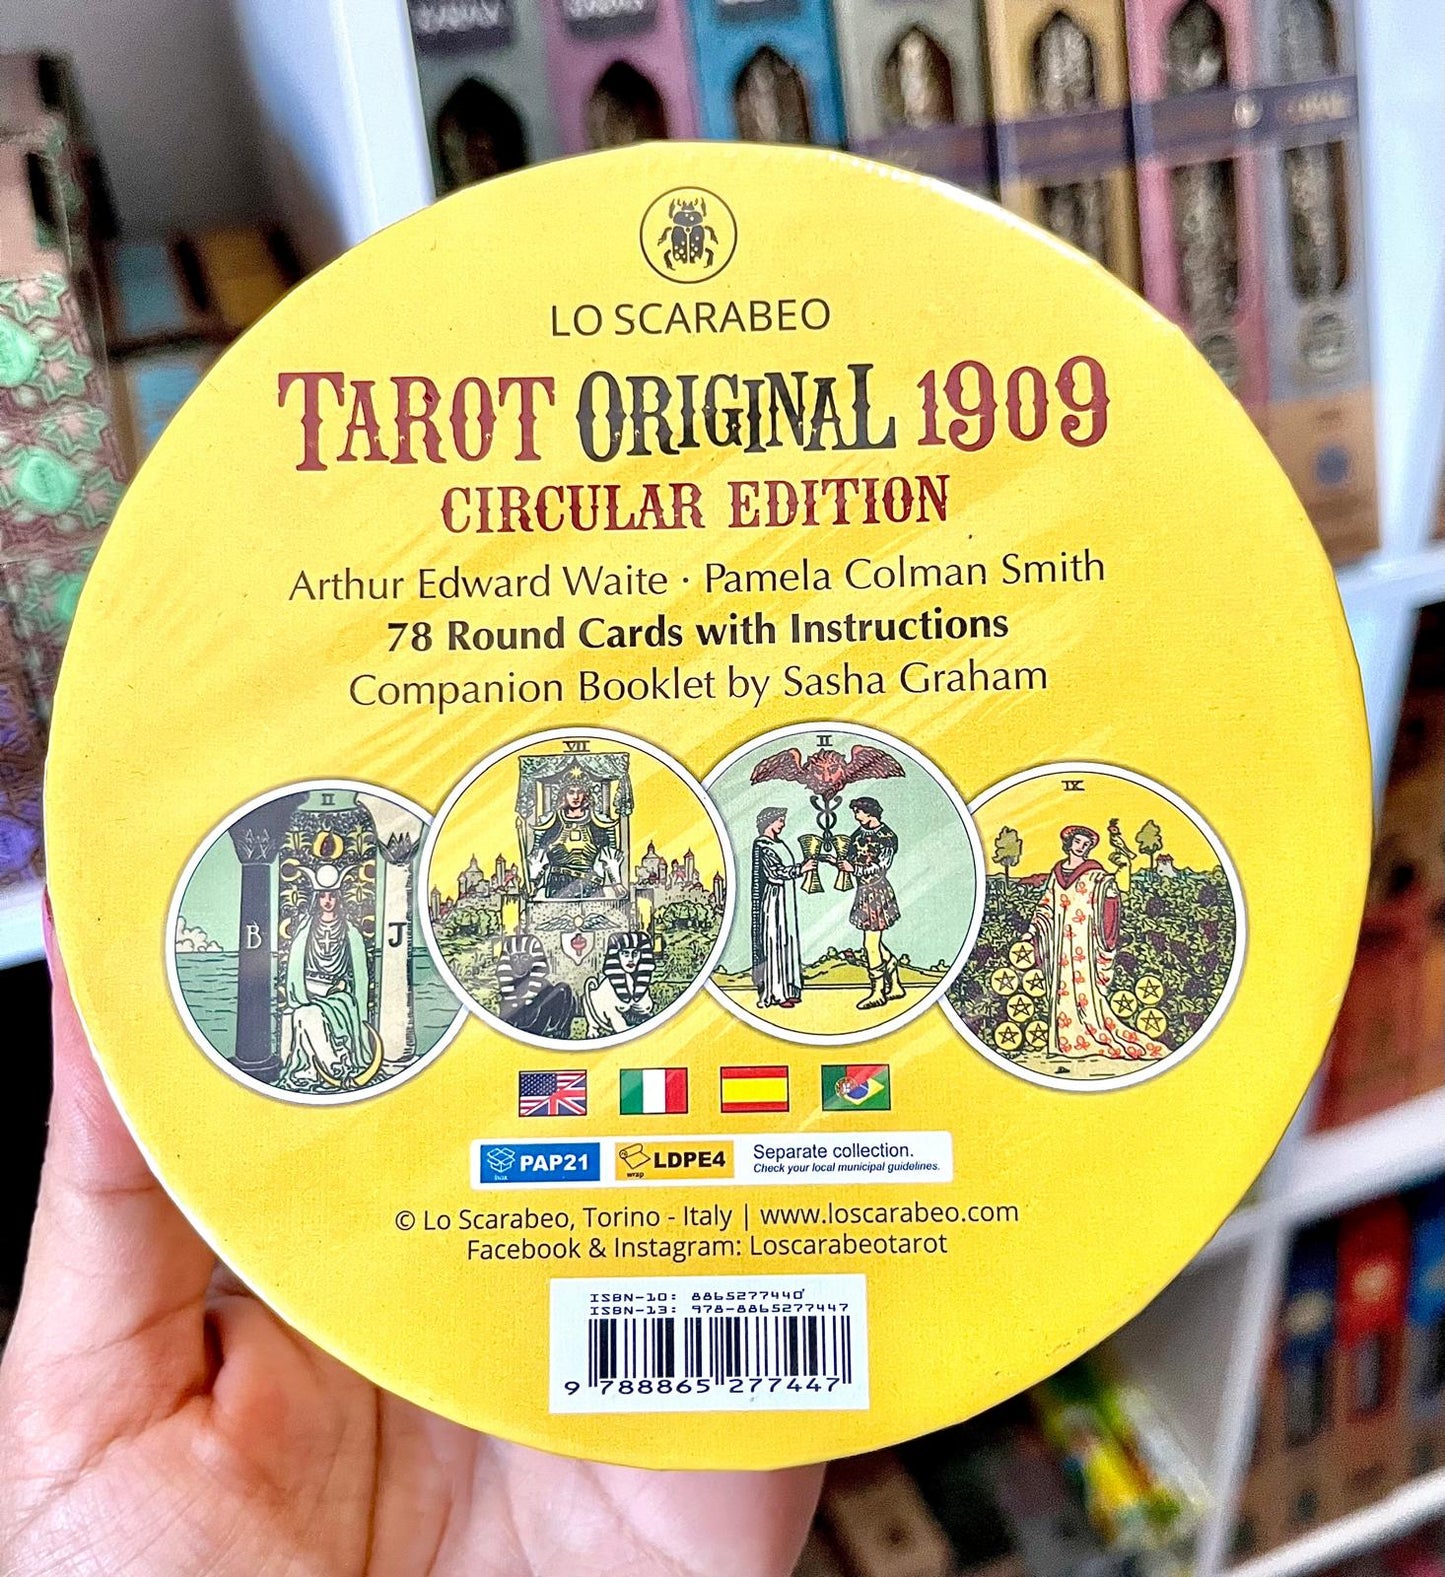 LO SCARABEO
TAROT ORIGINAL 1909
CIRCULAR EDITION
Arthur Edward Waite · Pamela Colman Smith
78 Round Cards with Instructions
Companion Booklet by Sasha Graham
II
B
J
VII
II
IX
PAP21
LDPE4
wrap
Separate collection.
Check your local municipal guidelines.
© Lo Scarabeo, Torino - Italy | www.loscarabeo.com
Facebook & Instagram: Loscarabeotarot
ISBN-10: 8865277440
ISBN-13: 978-8865277447
9 788865 277447